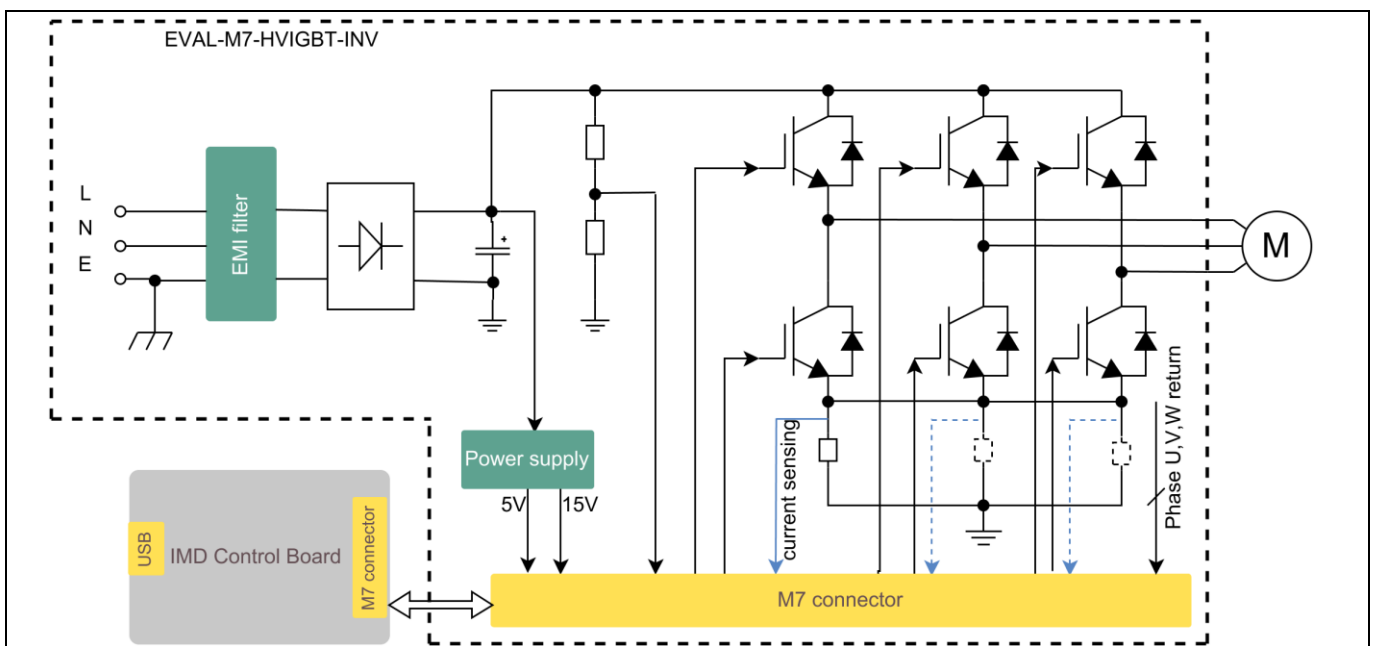 EVAL-M7-HVIGBT-INV
L
N
E
EMI filter
+
M
Power supply
5V
15V
current sensing
Phase U,V,W return
USB
IMD Control Board
M7 connector
M7 connector